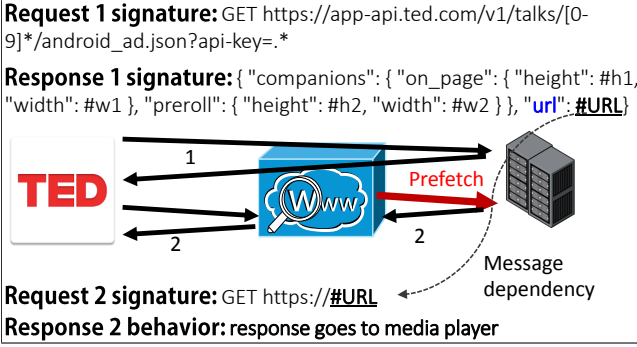 Request 1 signature: GET https://app-api.ted.com/v1/talks/[0-
9]*/android_ad.json?api-key=.*
Response 1 signature: { "companions": { "on_page": { "height": #h1,
"width": #w1 }, "preroll": { "height": #h2, "width": #w2 } }, "url": #URL}
1
TED
Www
Prefetch
2
2
Message
dependency
Request 2 signature: GET https://#URL
Response 2 behavior: response goes to media player